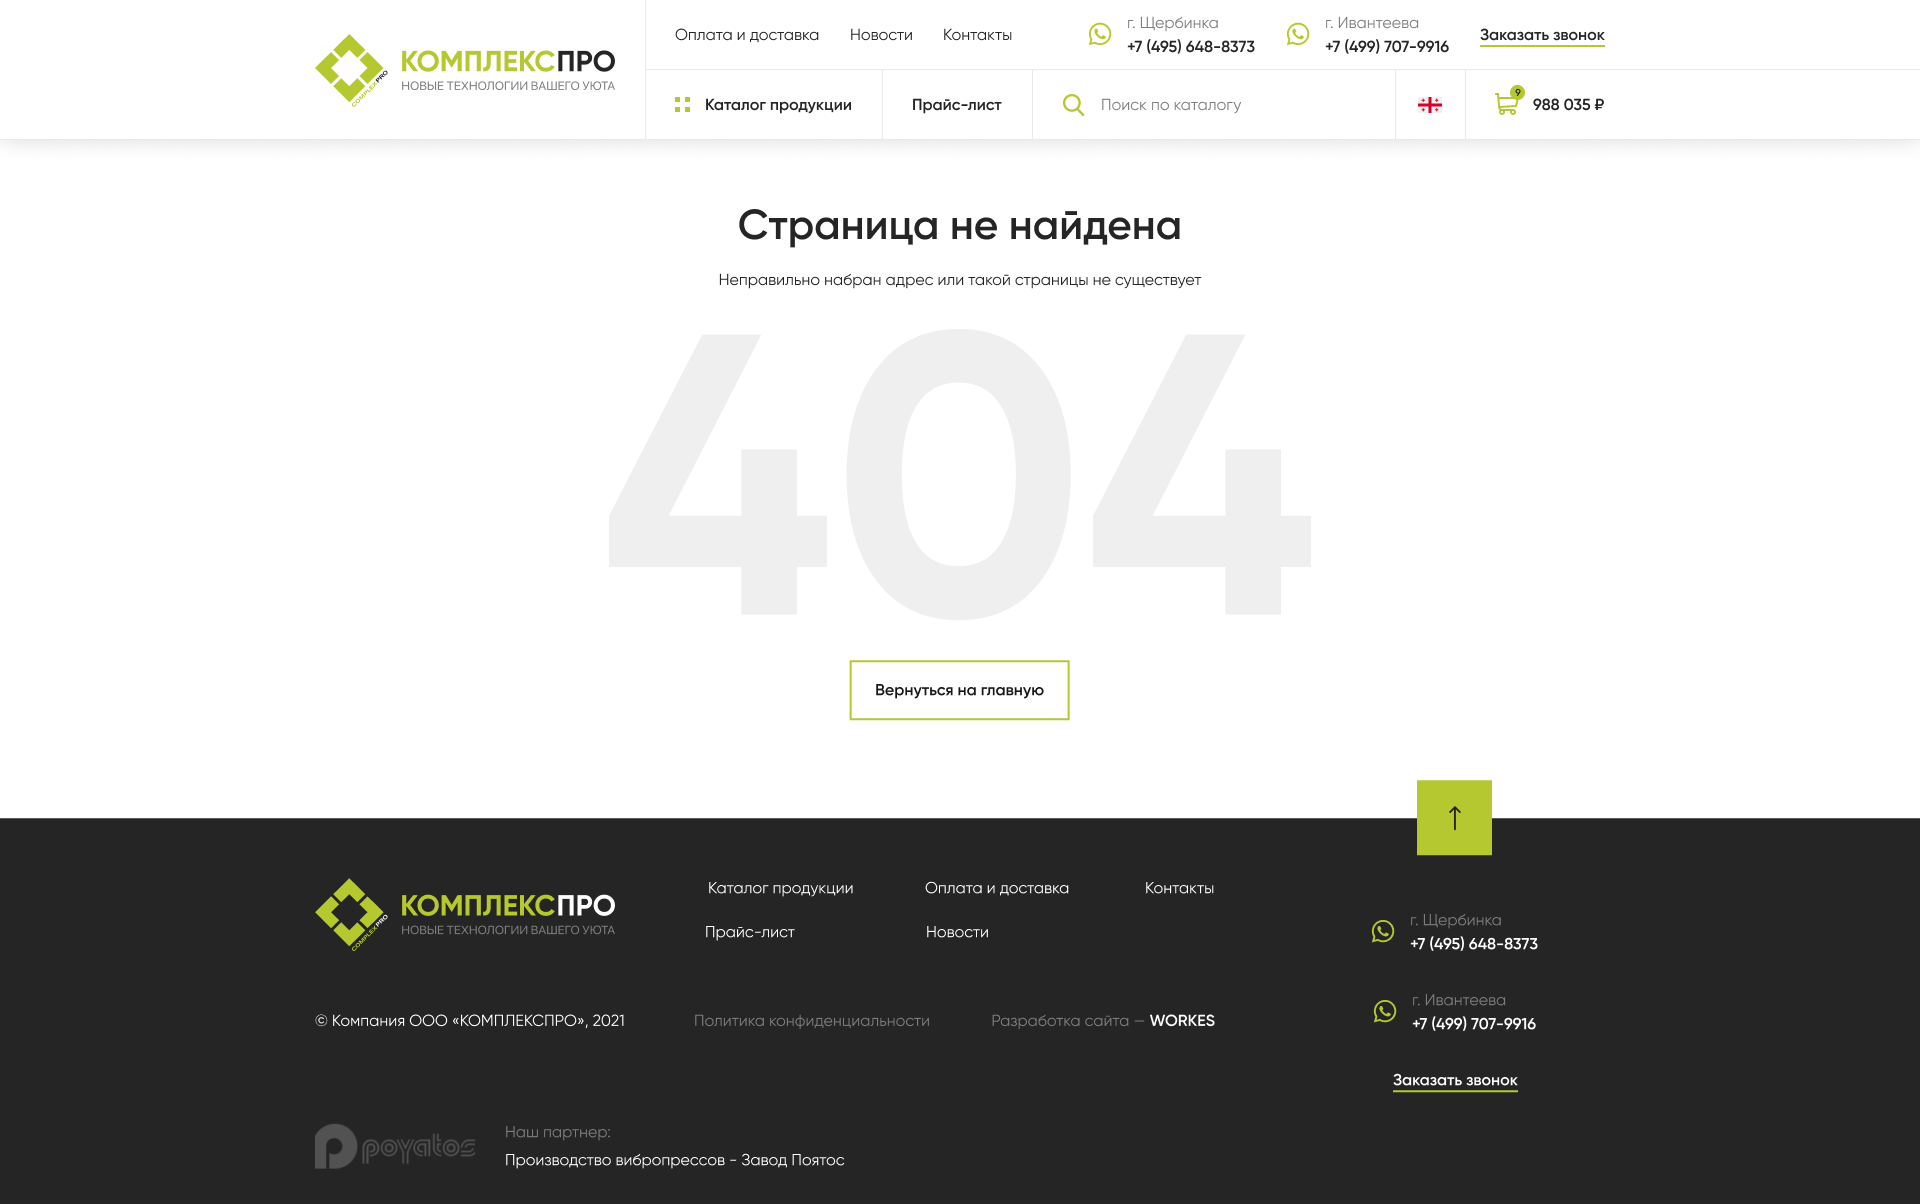 КОМПЛЕКСПРО
НОВЫЕ ТЕХНОЛОГИИ ВАШЕГО УЮТА
COMPLEXPRO
Оплата и доставка
Новости
Контакты
г. Щербинка
+7 (495) 648-8373
г. Ивантеева
+7 (499) 707-9916
Заказать звонок
Каталог продукции
Прайс-лист
Поиск по каталогу
9
988 035 ₽
Страница не найдена
Неправильно набран адрес или такой страницы не существует
404
Вернуться на главную
КОМПЛЕКСПРО
НОВЫЕ ТЕХНОЛОГИИ ВАШЕГО УЮТА
COMPLEXPRO
Каталог продукции
Оплата и доставка
Контакты
Прайс-лист
Новости
г. Щербинка
+7 (495) 648-8373
г. Ивантеева
+7 (499) 707-9916
Заказать звонок
© Компания ООО «КОМПЛЕКСПРО», 2021
Политика конфиденциальности
Разработка сайта — WORKES
poyatos
Наш партнер:
Производство вибропрессов - Завод Поятос